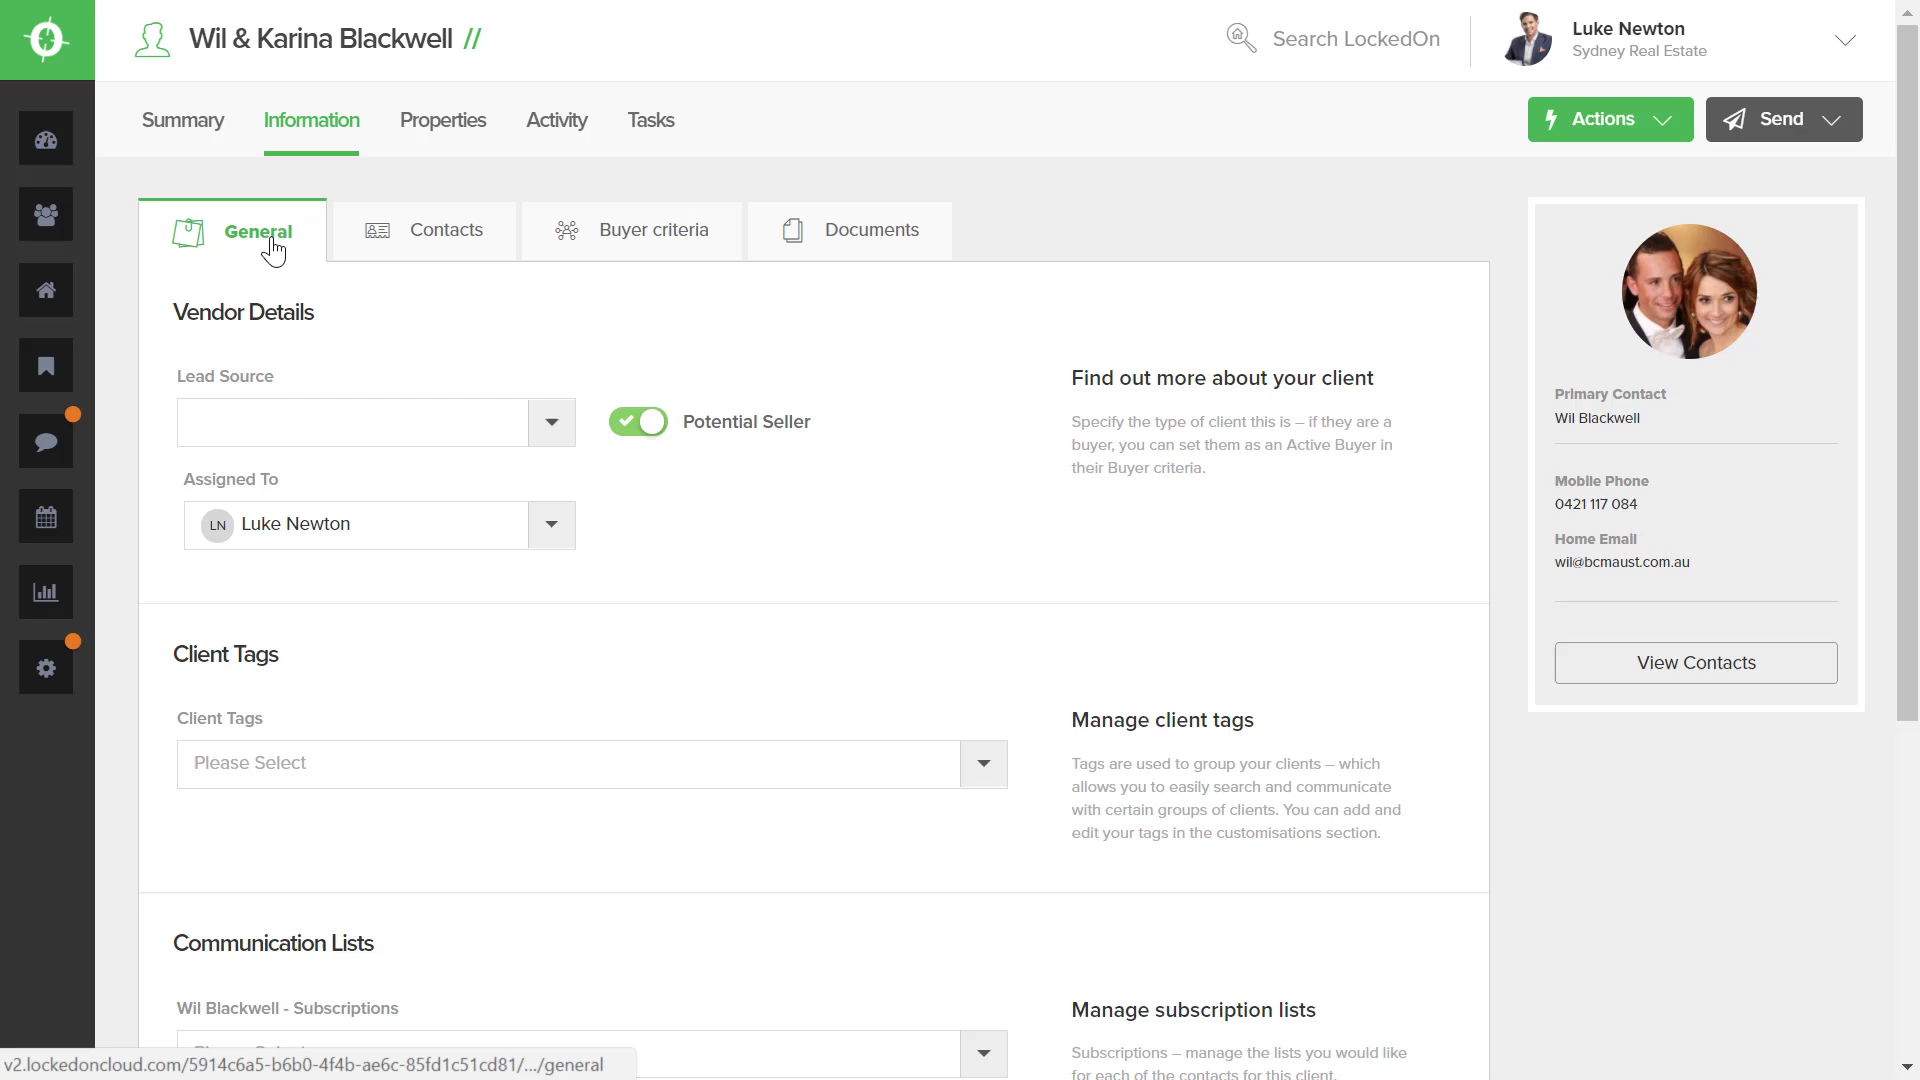 Wil & Karina Blackwell //
Search LockedOn
Luke Newton
Sydney Real Estate
Summary
Information
Properties
Activity
Tasks
Actions
Send
General
Contacts
Buyer criteria
Documents
Vendor Details
Lead Source
Potential Seller
Assigned To
LN Luke Newton
Find out more about your client
Specify the type of client this is – if they are a
buyer, you can set them as an Active Buyer in
their Buyer criteria.
Client Tags
Client Tags
Please Select
Manage client tags
Tags are used to group your clients – which
allows you to easily search and communicate
with certain groups of clients. You can add and
edit your tags in the customisations section.
Communication Lists
Wil Blackwell - Subscriptions
Manage subscription lists
Subscriptions – manage the lists you would like
for each of the contacts for this client.
Primary Contact
Wil Blackwell
Mobile Phone
0421 117 084
Home Email
wil@bcmaust.com.au
View Contacts
v2.lockedoncloud.com/5914c6a5-b6b0-4f4b-ae6c-85fd1c51cd81/.../general